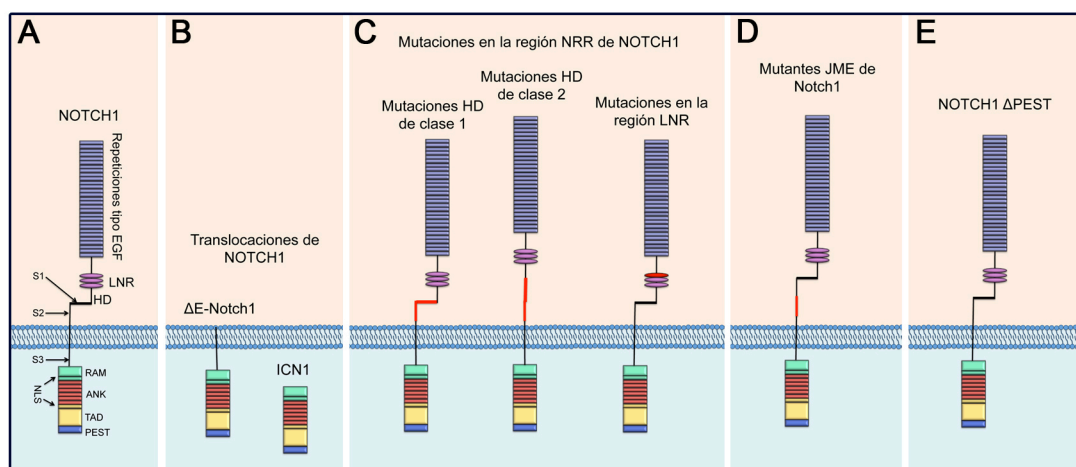 A
NOTCH1
Repeticiones tipo EGF
S1
LNR
HD
S2
S3
RAM
NLS
ANK
TAD
PEST
B
Translocaciones de
NOTCH1
ΔE-Notch1
ICN1
C
Mutaciones en la región NRR de NOTCH1
Mutaciones HD
de clase 1
Mutaciones HD
de clase 2
Mutaciones en la
región LNR
D
Mutantes JME de
Notch1
E
NOTCH1 ΔPEST